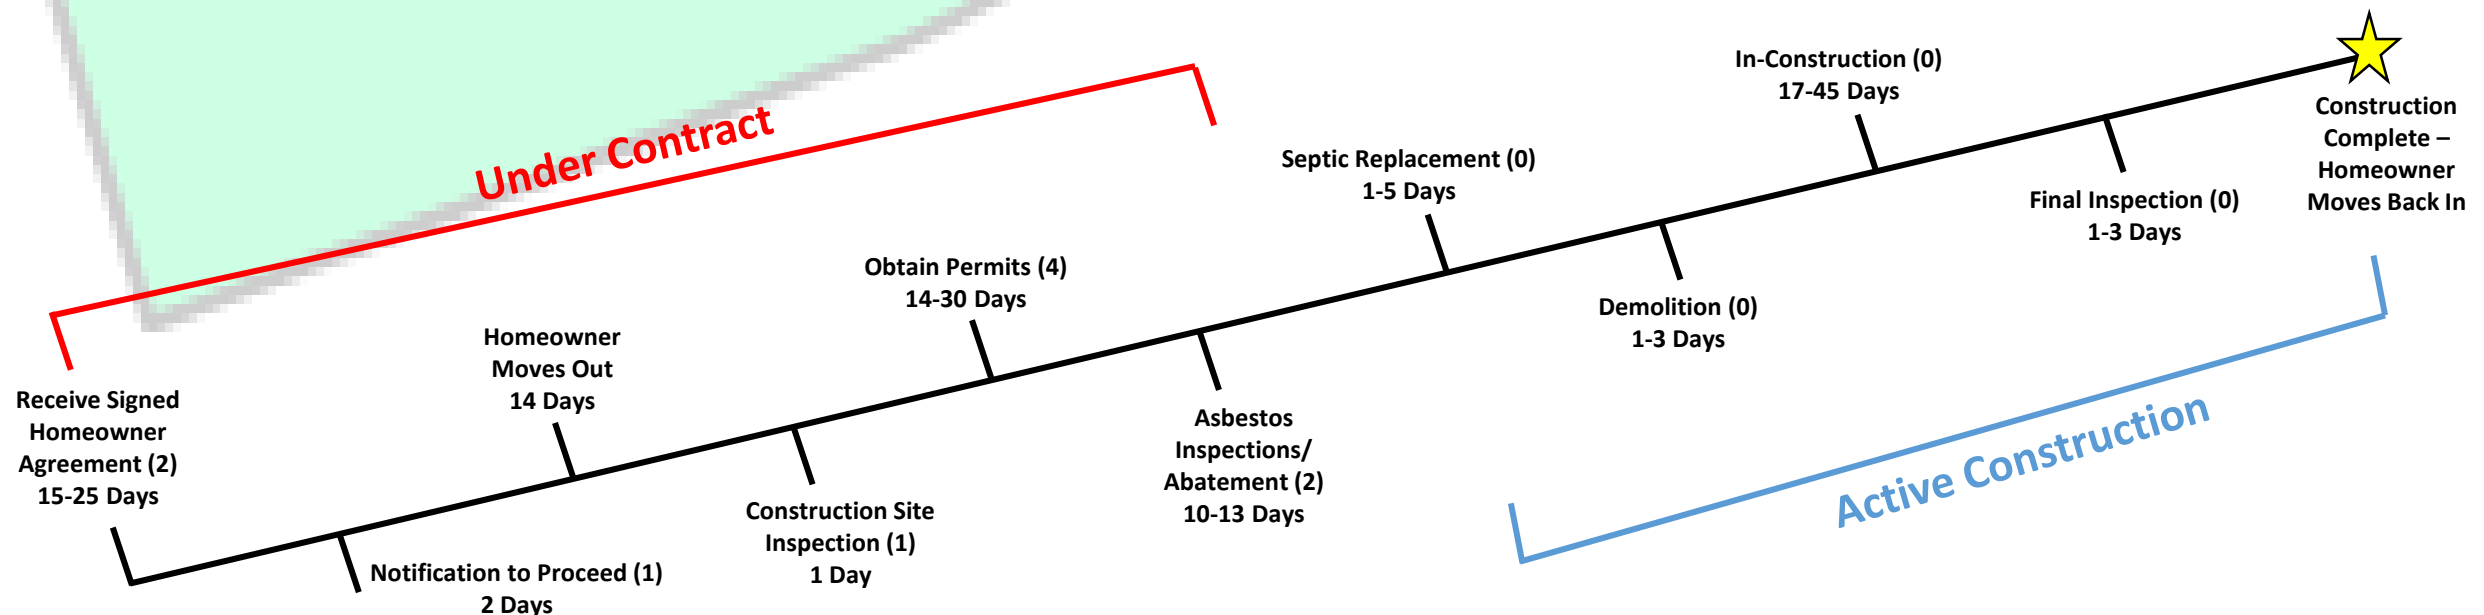 Under Contract
Receive Signed
Homeowner
Agreement (2)
15-25 Days
Notification to Proceed (1)
2 Days
Homeowner
Moves Out
14 Days
Construction Site
Inspection (1)
1 Day
Obtain Permits (4)
14-30 Days
Asbestos
Inspections/
Abatement (2)
10-13 Days
Septic Replacement (0)
1-5 Days
Demolition (0)
1-3 Days
In-Construction (0)
17-45 Days
Final Inspection (0)
1-3 Days
Construction
Complete –
Homeowner
Moves Back In
Active Construction